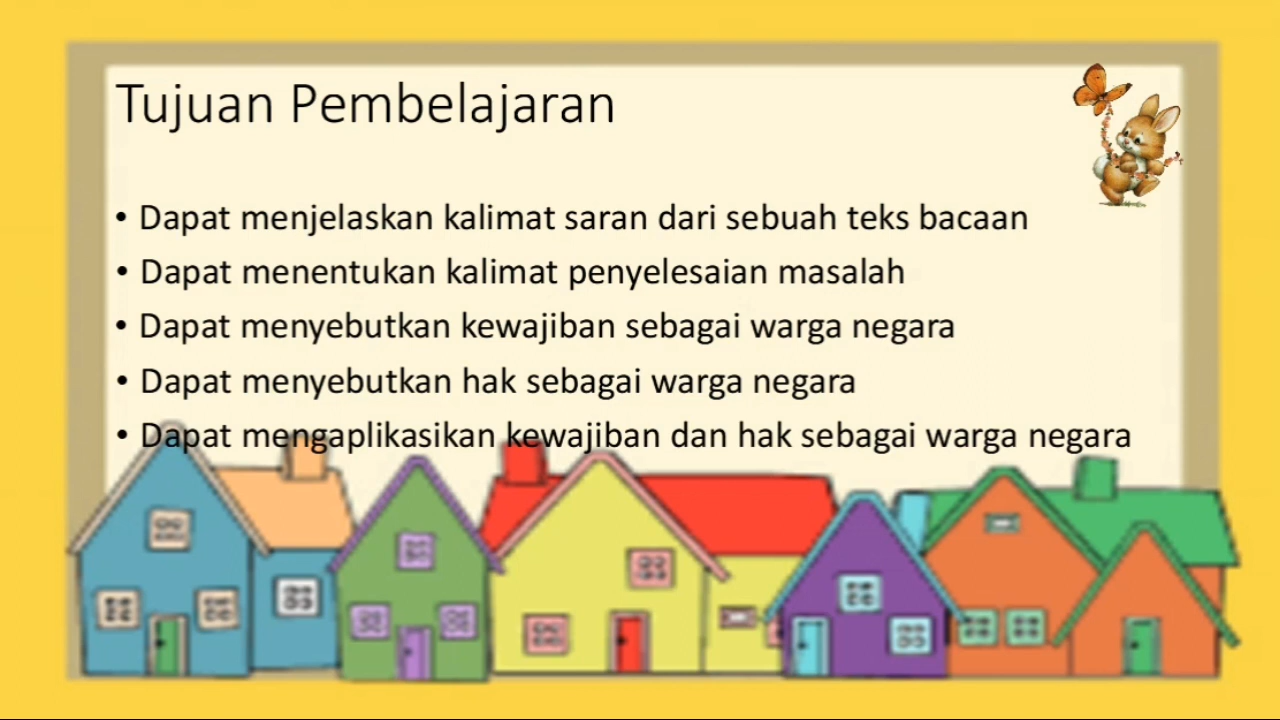 Tujuan Pembelajaran
• Dapat menjelaskan kalimat saran dari sebuah teks bacaan
• Dapat menentukan kalimat penyelesaian masalah
• Dapat menyebutkan kewajiban sebagai warga negara
• Dapat menyebutkan hak sebagai warga negara
• Dapat mengaplikasikan kewajiban dan hak sebagai warga negara